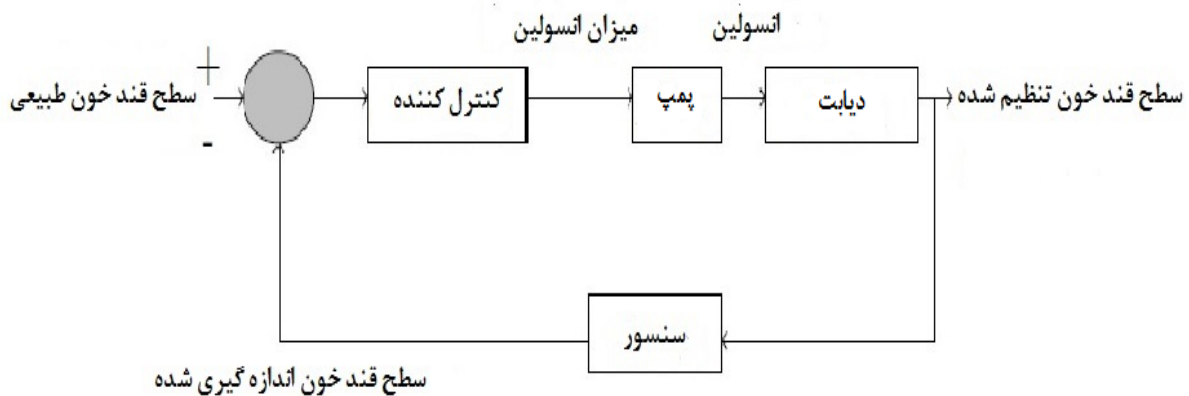 میزان انسولین
انسولین
+
سطح قند خون طبیعی
-
کنترل کننده
پمپ
دیابت
سطح قند خون تنظیم شده
سنسور
سطح قند خون اندازه گیری شده